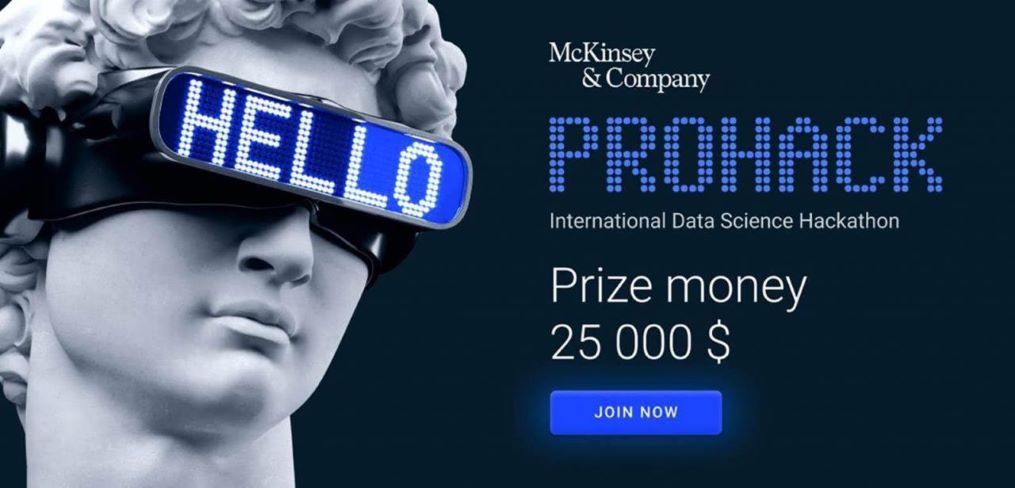 HELLO
McKinsey
& Company
PROHACK
International Data Science Hackathon
Prize money
25 000 $
JOIN NOW